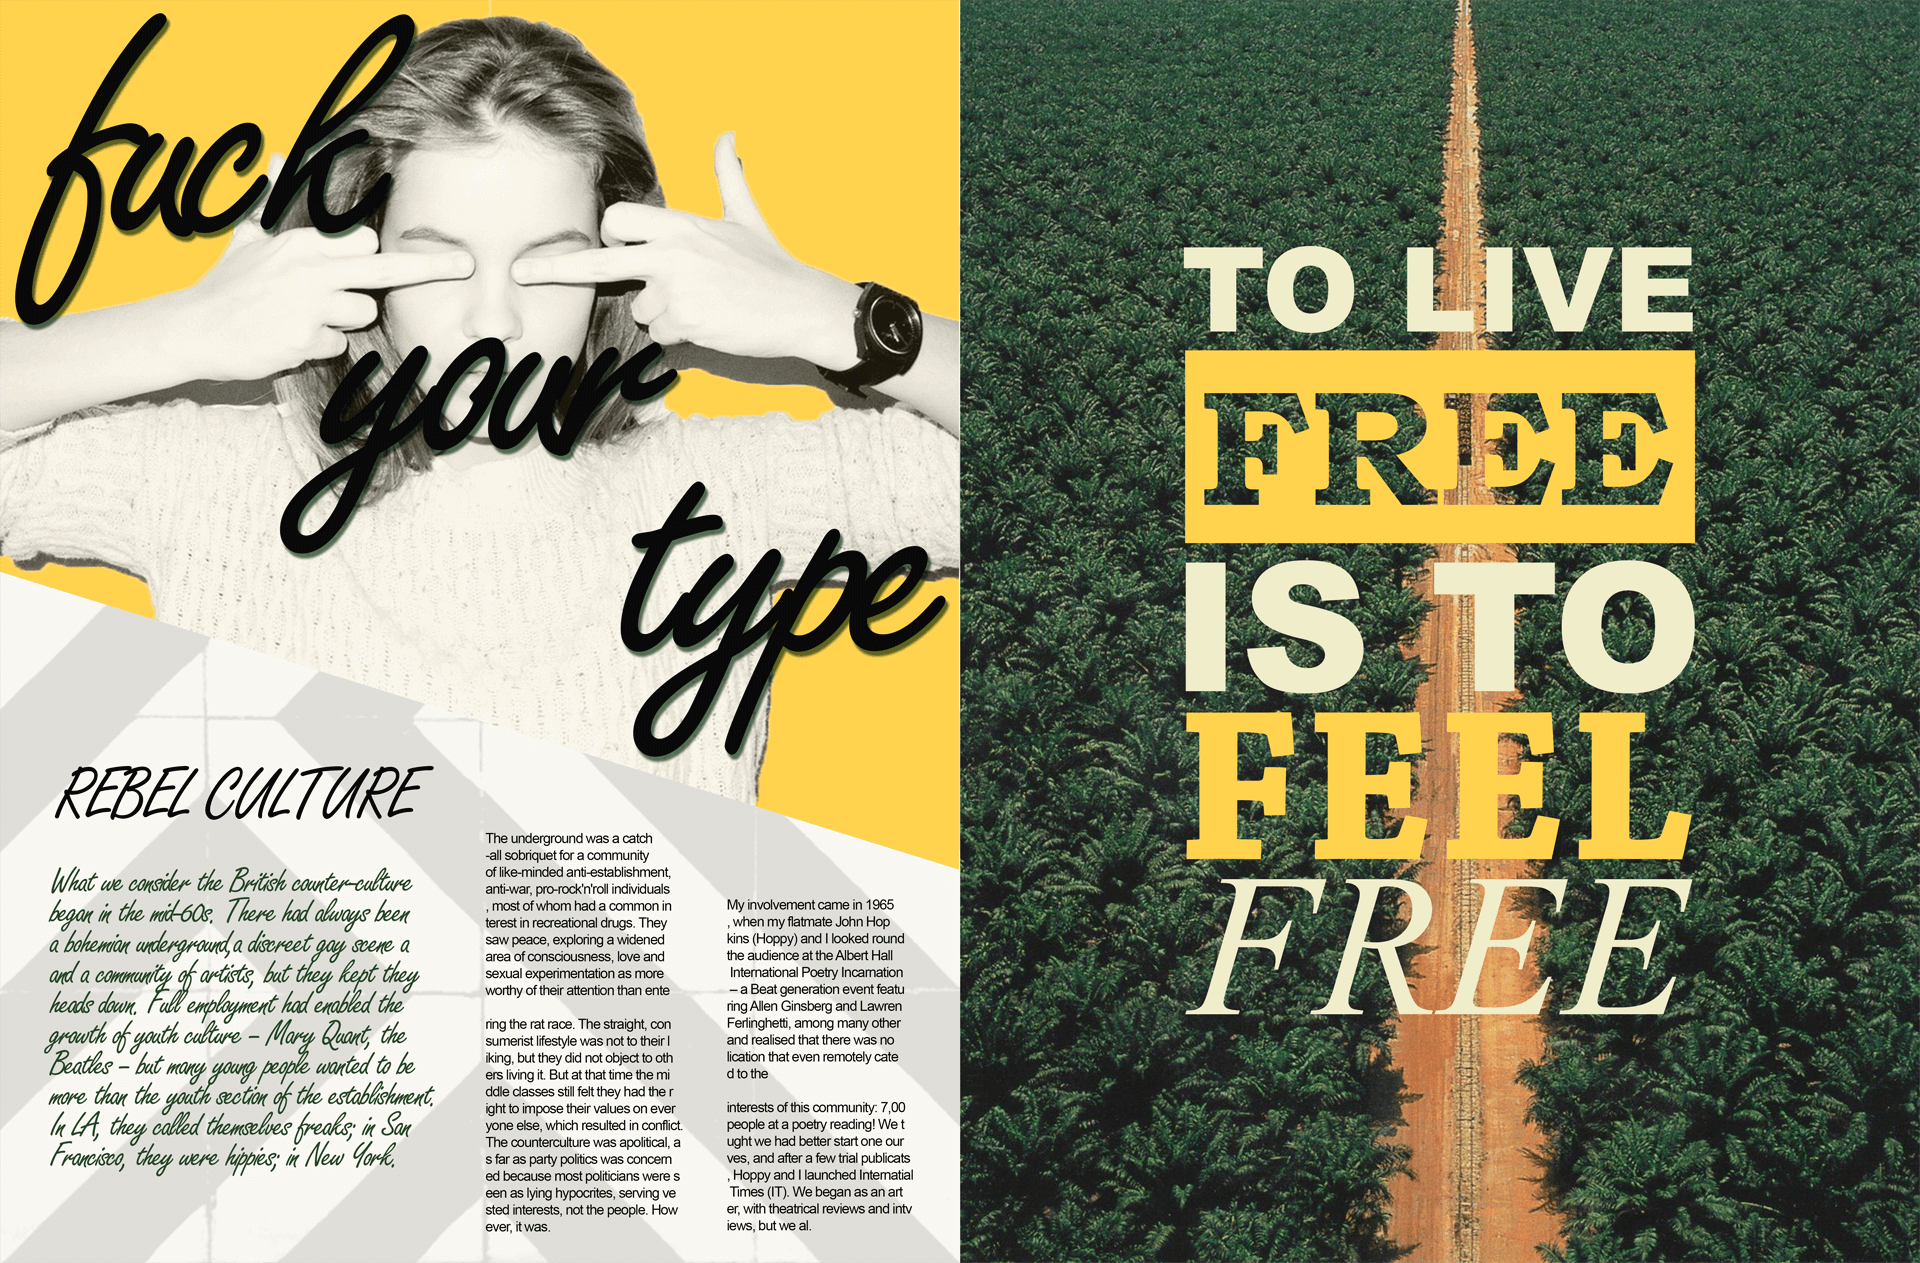 fuck
your
type
REBEL CULTURE
What we consider the British counter-culture
began in the mid-60s. There had always been
a bohemian underground,a discreet gay scene a
and a community of artists, but they kept they
heads down. Full employment had enabled the
growth of youth culture – Mary Quant, the
Beatles – but many young people wanted to be
more than the youth section of the establishment.
In LA, they called themselves freaks; in San
Francisco, they were hippies; in New York.
The underground was a catch
-all sobriquet for a community
of like-minded anti-establishment,
anti-war, pro-rock'n'roll individuals
, most of whom had a common in
terest in recreational drugs. They
saw peace, exploring a widened
area of consciousness, love and
sexual experimentation as more
worthy of their attention than ente
ring the rat race. The straight, con
sumerist lifestyle was not to their l
iking, but they did not object to oth
ers living it. But at that time the mi
ddle classes still felt they had the r
ight to impose their values on ever
yone else, which resulted in conflict.
The counterculture was apolitical, a
s far as party politics was concern
ed because most politicians were s
een as lying hypocrites, serving ve
sted interests, not the people. How
ever, it was.
My involvement came in 1965
, when my flatmate John Hop
kins (Hoppy) and I looked round
the audience at the Albert Hall
International Poetry Incarnation
– a Beat generation event featu
ring Allen Ginsberg and Lawren
Ferlinghetti, among many other
and realised that there was no
lication that even remotely cate
d to the
interests of this community: 7,00
people at a poetry reading! We t
ught we had better start one our
ves, and after a few trial publicats
, Hoppy and I launched Internatial
Times (IT). We began as an art
er, with theatrical reviews and intv
iews, but we al.
TO LIVE
FREE
IS TO
FEEL
FREE